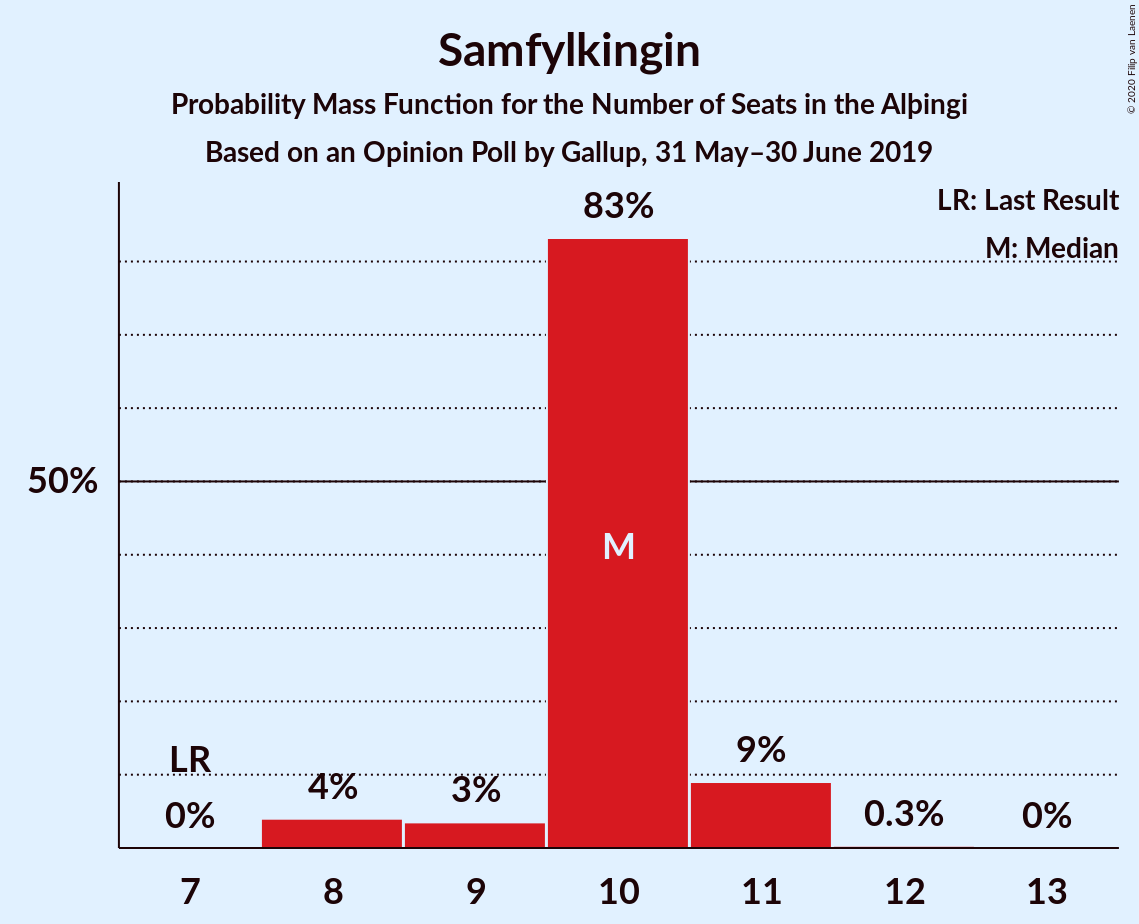 Samfylkingin
Probability Mass Function for the Number of Seats in the Alþingi
Based on an Opinion Poll by Gallup, 31 May–30 June 2019
© 2020 Filip van Laenen
LR: Last Result
M: Median
83%
50%
M
LR
0%
4%
3%
9%
0.3%
0%
7 8 9 10 11 12 13